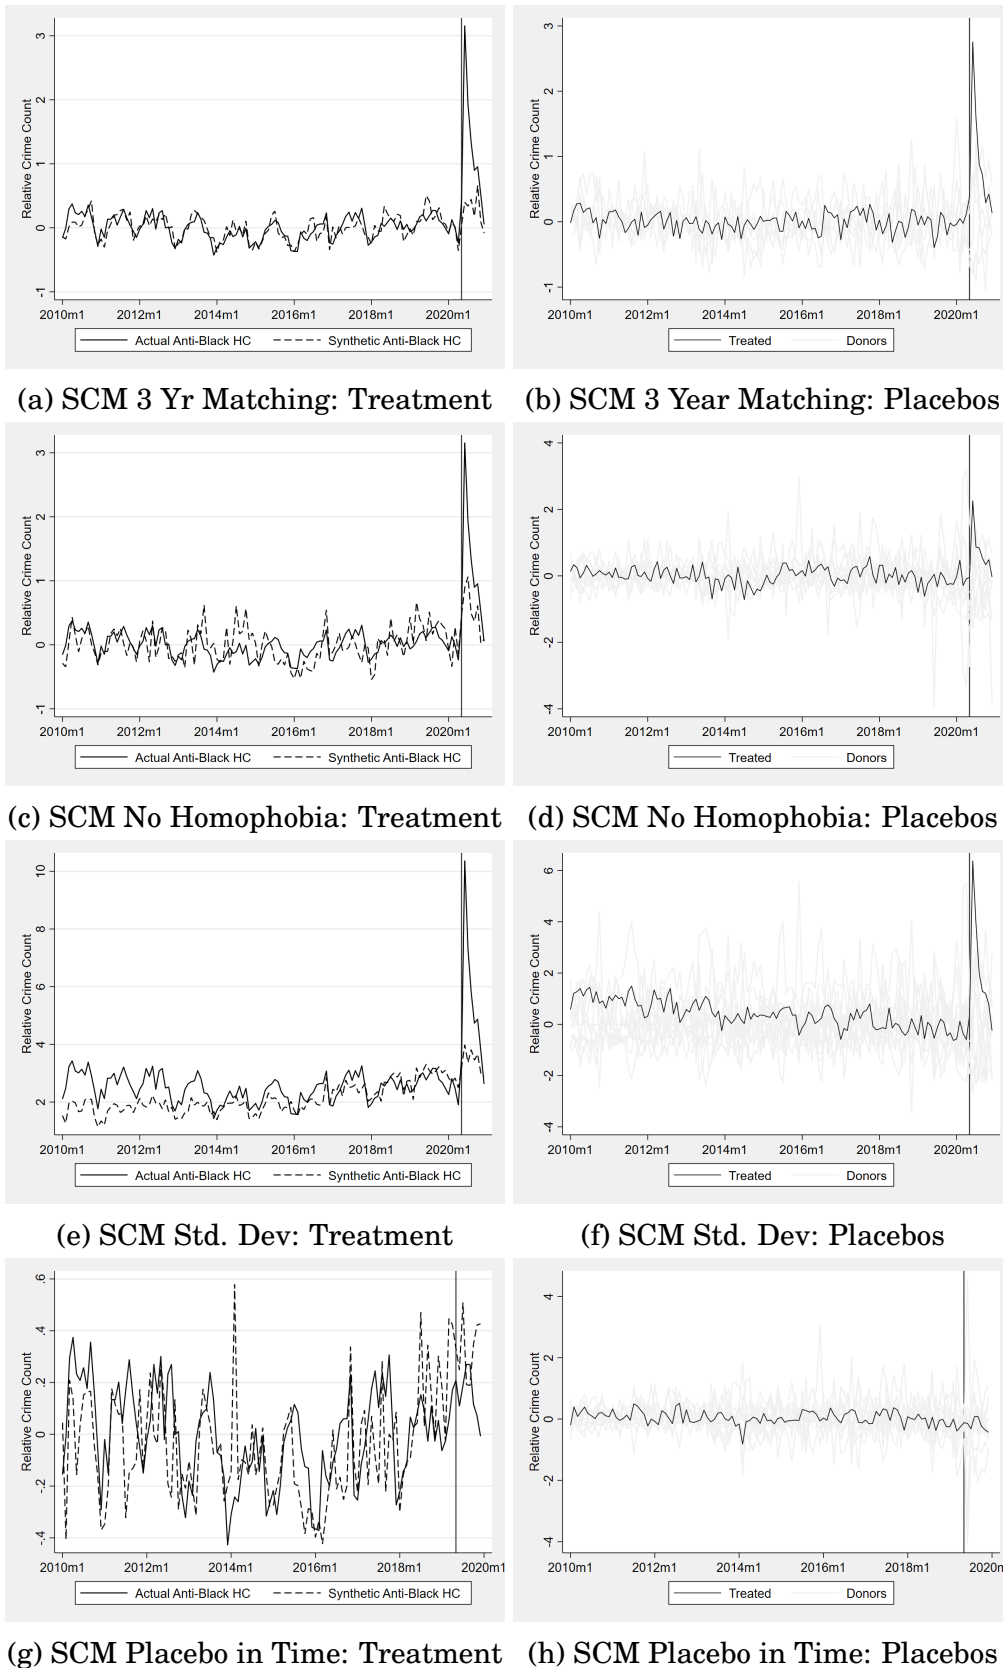 Relative Crime Count
3
2
1
0
-1
2010m1 2012m1 2014m1 2016m1 2018m1 2020m1
Actual Anti-Black HC Synthetic Anti-Black HC
(a) SCM 3 Yr Matching: Treatment
Relative Crime Count
3
2
1
0
-1
2010m1 2012m1 2014m1 2016m1 2018m1 2020m1
Treated Donors
(b) SCM 3 Year Matching: Placebos
Relative Crime Count
3
2
1
0
-1
2010m1 2012m1 2014m1 2016m1 2018m1 2020m1
Actual Anti-Black HC Synthetic Anti-Black HC
(c) SCM No Homophobia: Treatment
Relative Crime Count
4
2
0
-2
-4
2010m1 2012m1 2014m1 2016m1 2018m1 2020m1
Treated Donors
(d) SCM No Homophobia: Placebos
Relative Crime Count
10
8
6
4
2
2010m1 2012m1 2014m1 2016m1 2018m1 2020m1
Actual Anti-Black HC Synthetic Anti-Black HC
(e) SCM Std. Dev: Treatment
Relative Crime Count
6
4
2
0
-2
-4
2010m1 2012m1 2014m1 2016m1 2018m1 2020m1
Treated Donors
(f) SCM Std. Dev: Placebos
Relative Crime Count
.6
.4
.2
0
-.2
-.4
2010m1 2012m1 2014m1 2016m1 2018m1 2020m1
Actual Anti-Black HC Synthetic Anti-Black HC
(g) SCM Placebo in Time: Treatment
Relative Crime Count
4
2
0
-2
-4
2010m1 2012m1 2014m1 2016m1 2018m1 2020m
Treated Donors
(h) SCM Placebo in Time: Placebos